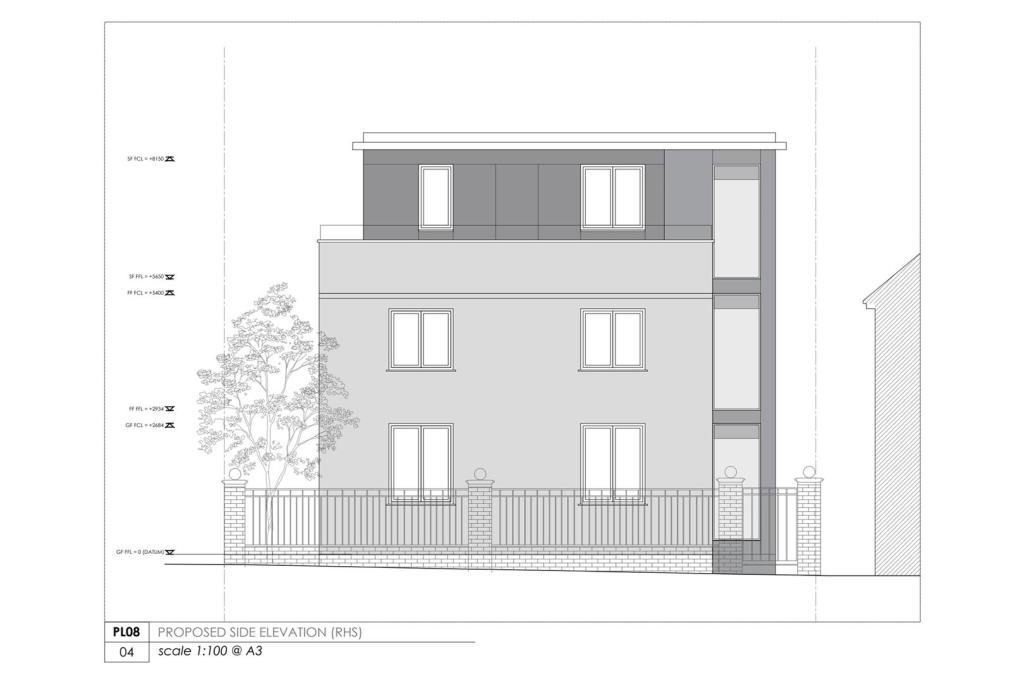 SF FCL = +8150
SF FFL = +5650
FF FCL = +5400
FF FFL = +2934
GF FCL = +2684
GF FFL = 0 (DATUM)
PL08 PROPOSED SIDE ELEVATION (RHS)
04 scale 1:100 @ A3